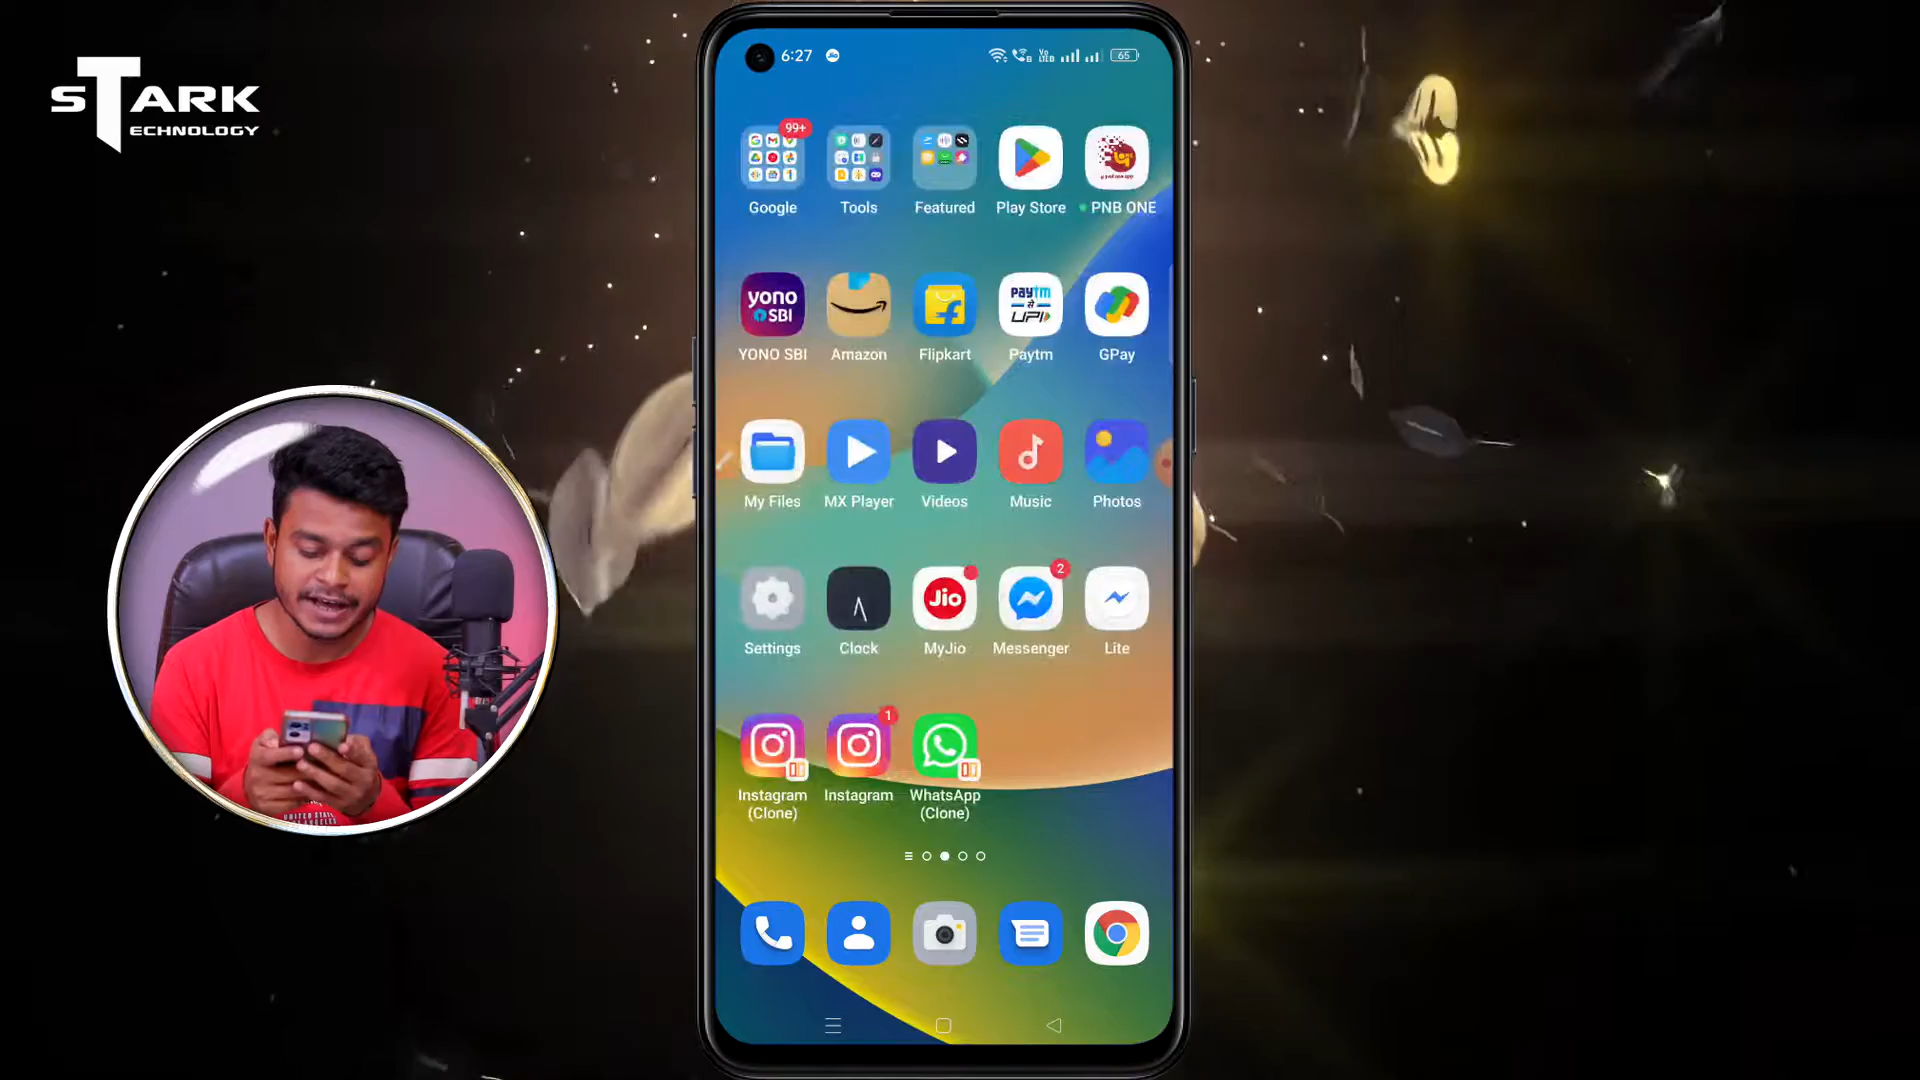 STARK
TECHNOLOGY
6:27
65
99+
Google
Tools
Featured
Play Store
PNB ONE
yono
SBI
YONO SBI
Amazon
Flipkart
Paytm
से
UPI
Paytm
GPay
My Files
MX Player
Videos
Music
Photos
Settings
Clock
Jio
MyJio
2
Messenger
Lite
Instagram
(Clone)
1
Instagram
WhatsApp
(Clone)
UNITED STATE